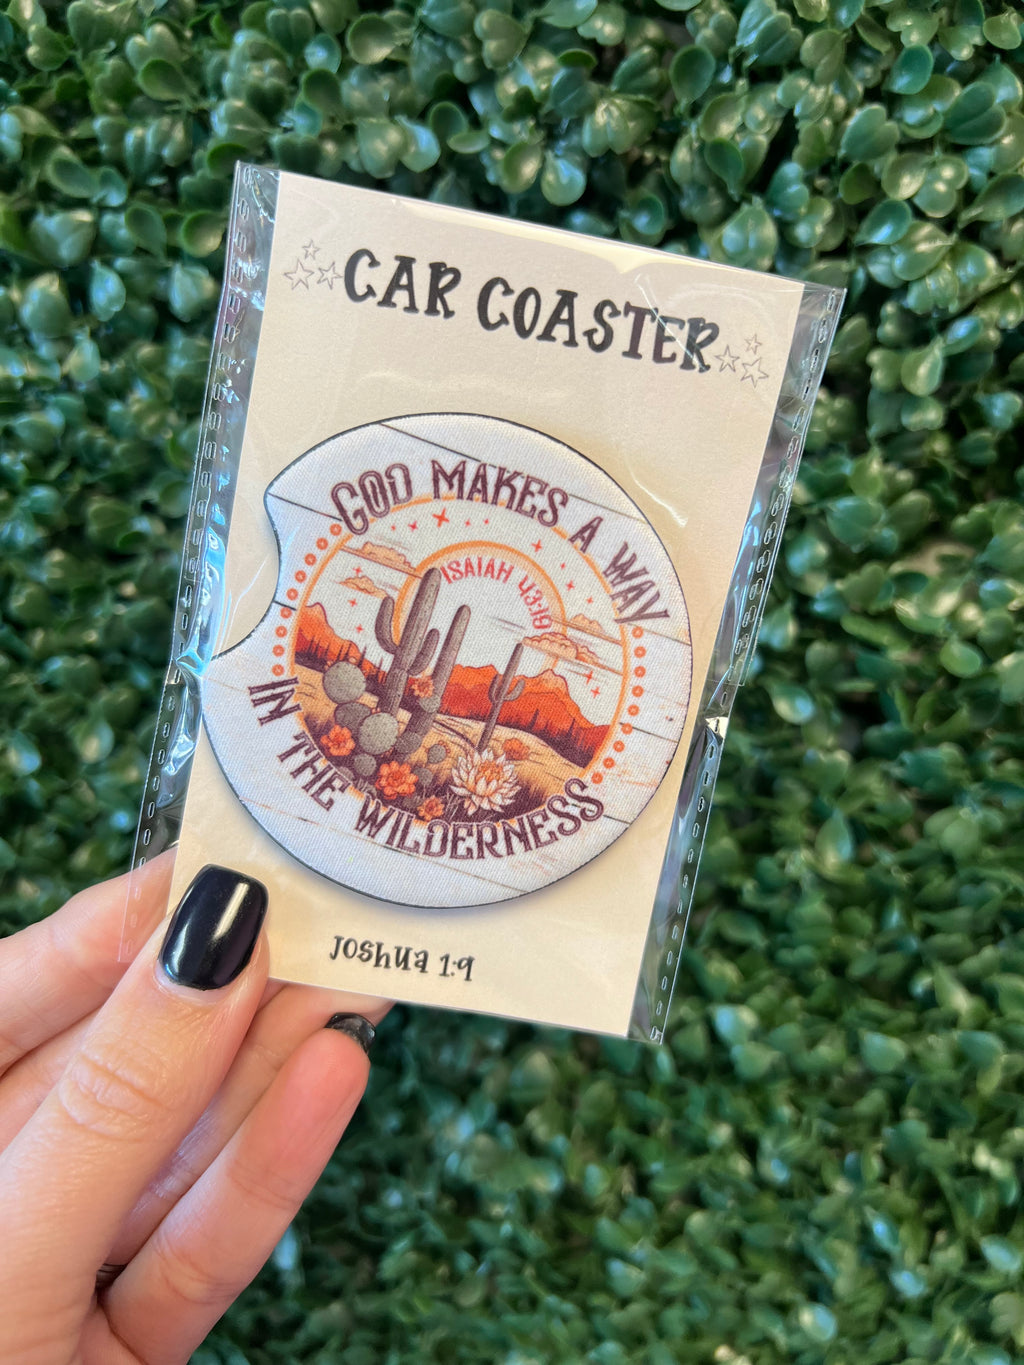 CAR COASTER
GOD MAKES A WAY
ISAIAH 43:19
IN THE WILDERNESS
Joshua 1:9